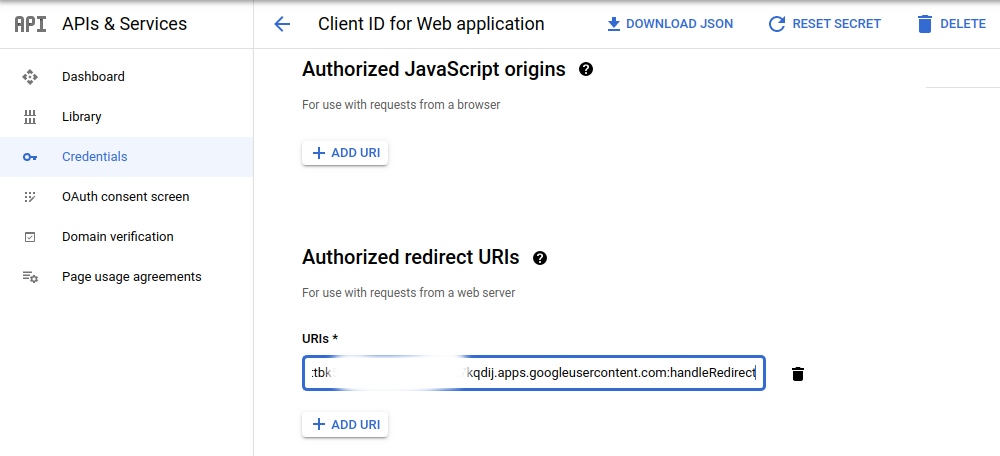 API APIs & Services
Client ID for Web application
DOWNLOAD JSON
RESET SECRET
DELETE
Dashboard
Library
Credentials
OAuth consent screen
Domain verification
Page usage agreements
Authorized JavaScript origins
For use with requests from a browser
+ ADD URI
Authorized redirect URIs
For use with requests from a web server
URIs *
kqdij.apps.googleusercontent.com:handleRedirect
+ ADD URI